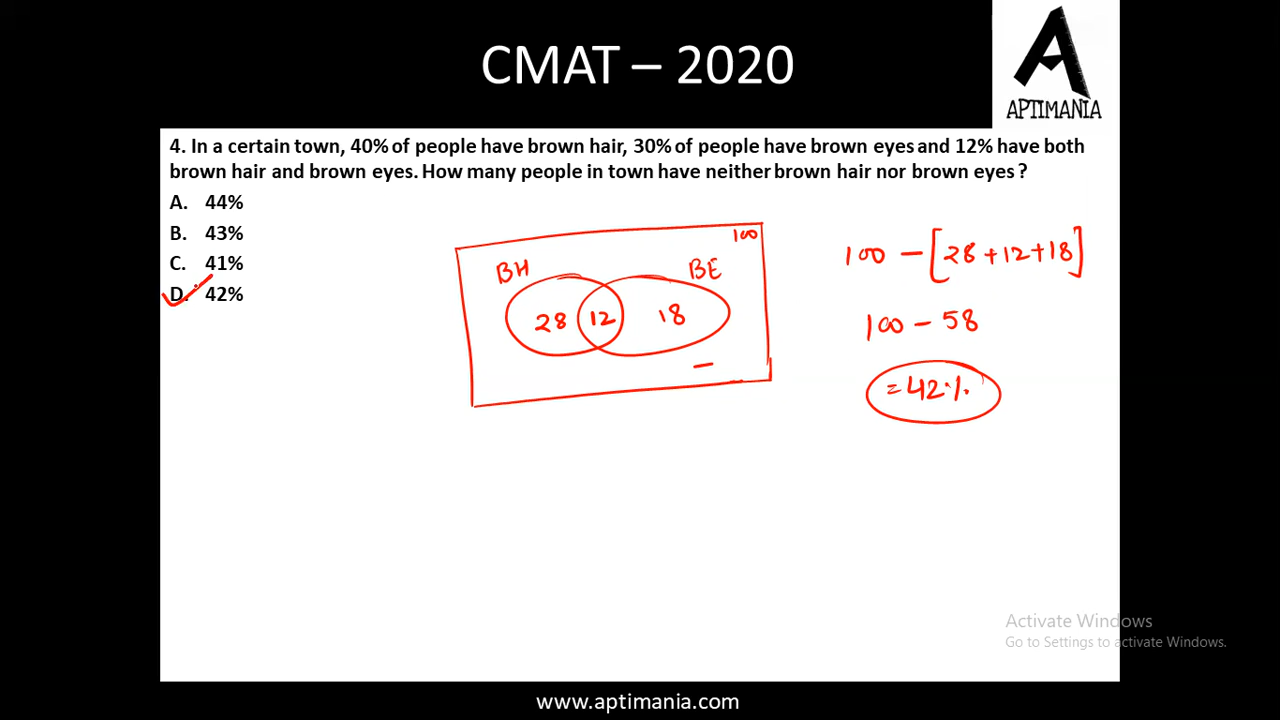 CMAT – 2020
APTIMANIA
4. In a certain town, 40% of people have brown hair, 30% of people have brown eyes and 12% have both
brown hair and brown eyes. How many people in town have neither brown hair nor brown eyes ?
A. 44%
B. 43%
C. 41%
D. 42%
100
BH
BE
28
12
18
100 - [28+12+18]
100 - 58
= 42%
Activate Windows
Go to Settings to activate Windows.
www.aptimania.com